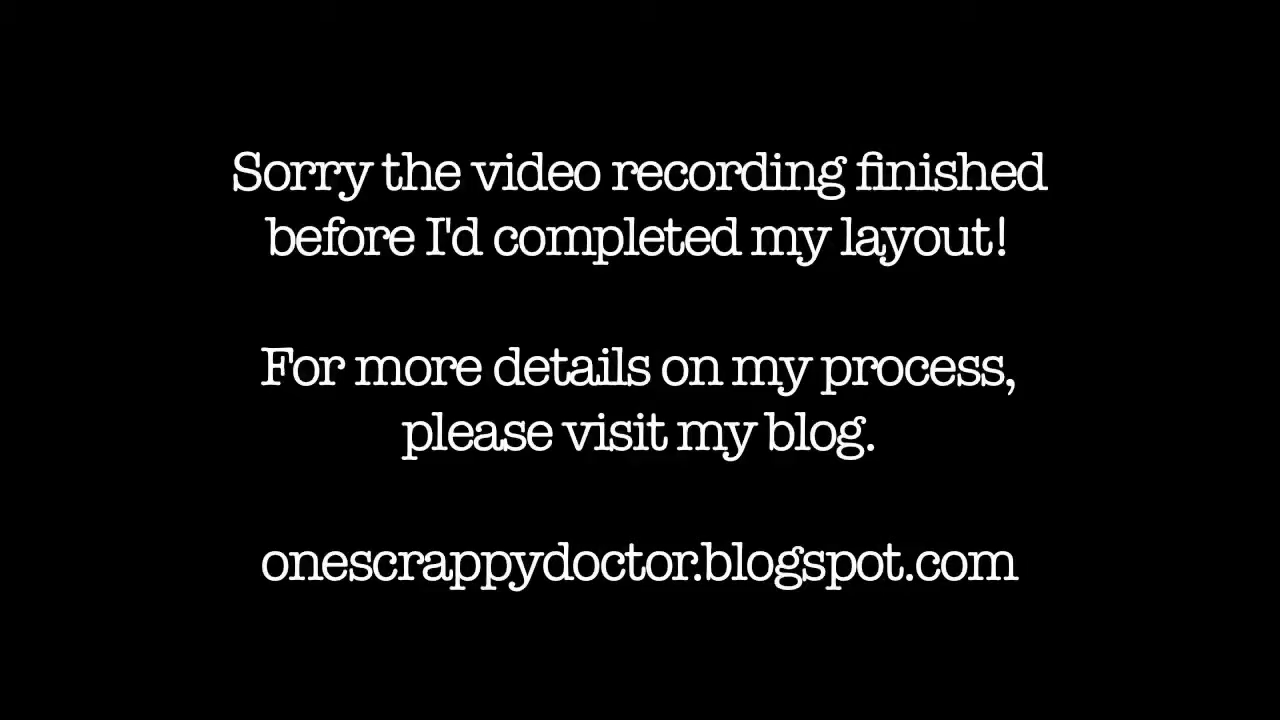 Sorry the video recording finished
before I'd completed my layout!
For more details on my process,
please visit my blog.
onescrappydoctor.blogspot.com